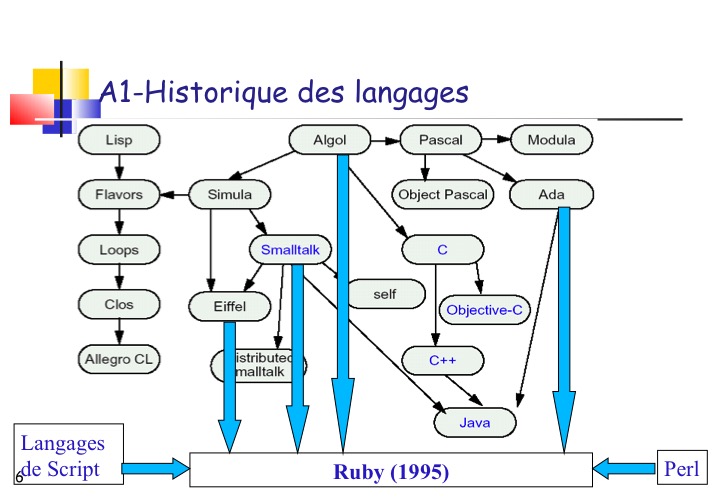 A1-Historique des langages
Lisp
Algol
Pascal
Modula
Flavors
Simula
Object Pascal
Ada
Loops
Smalltalk
C
self
Clos
Eiffel
Objective-C
Allegro CL
istributed
malltalk
C++
Java
Langages
de Script
6
Ruby (1995)
Perl